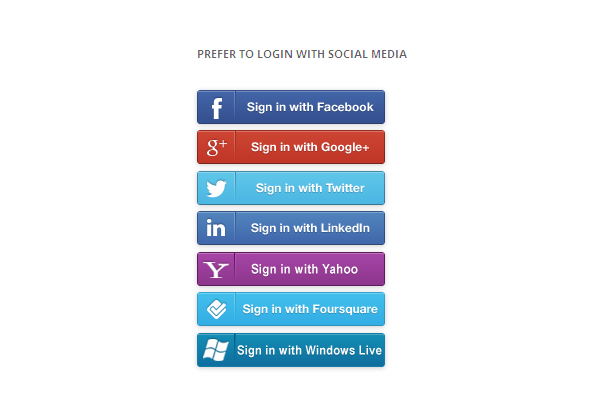 PREFER TO LOGIN WITH SOCIAL MEDIA
f Sign in with Facebook
g+ Sign in with Google+
Sign in with Twitter
in Sign in with LinkedIn
Y Sign in with Yahoo
Sign in with Foursquare
Sign in with Windows Live